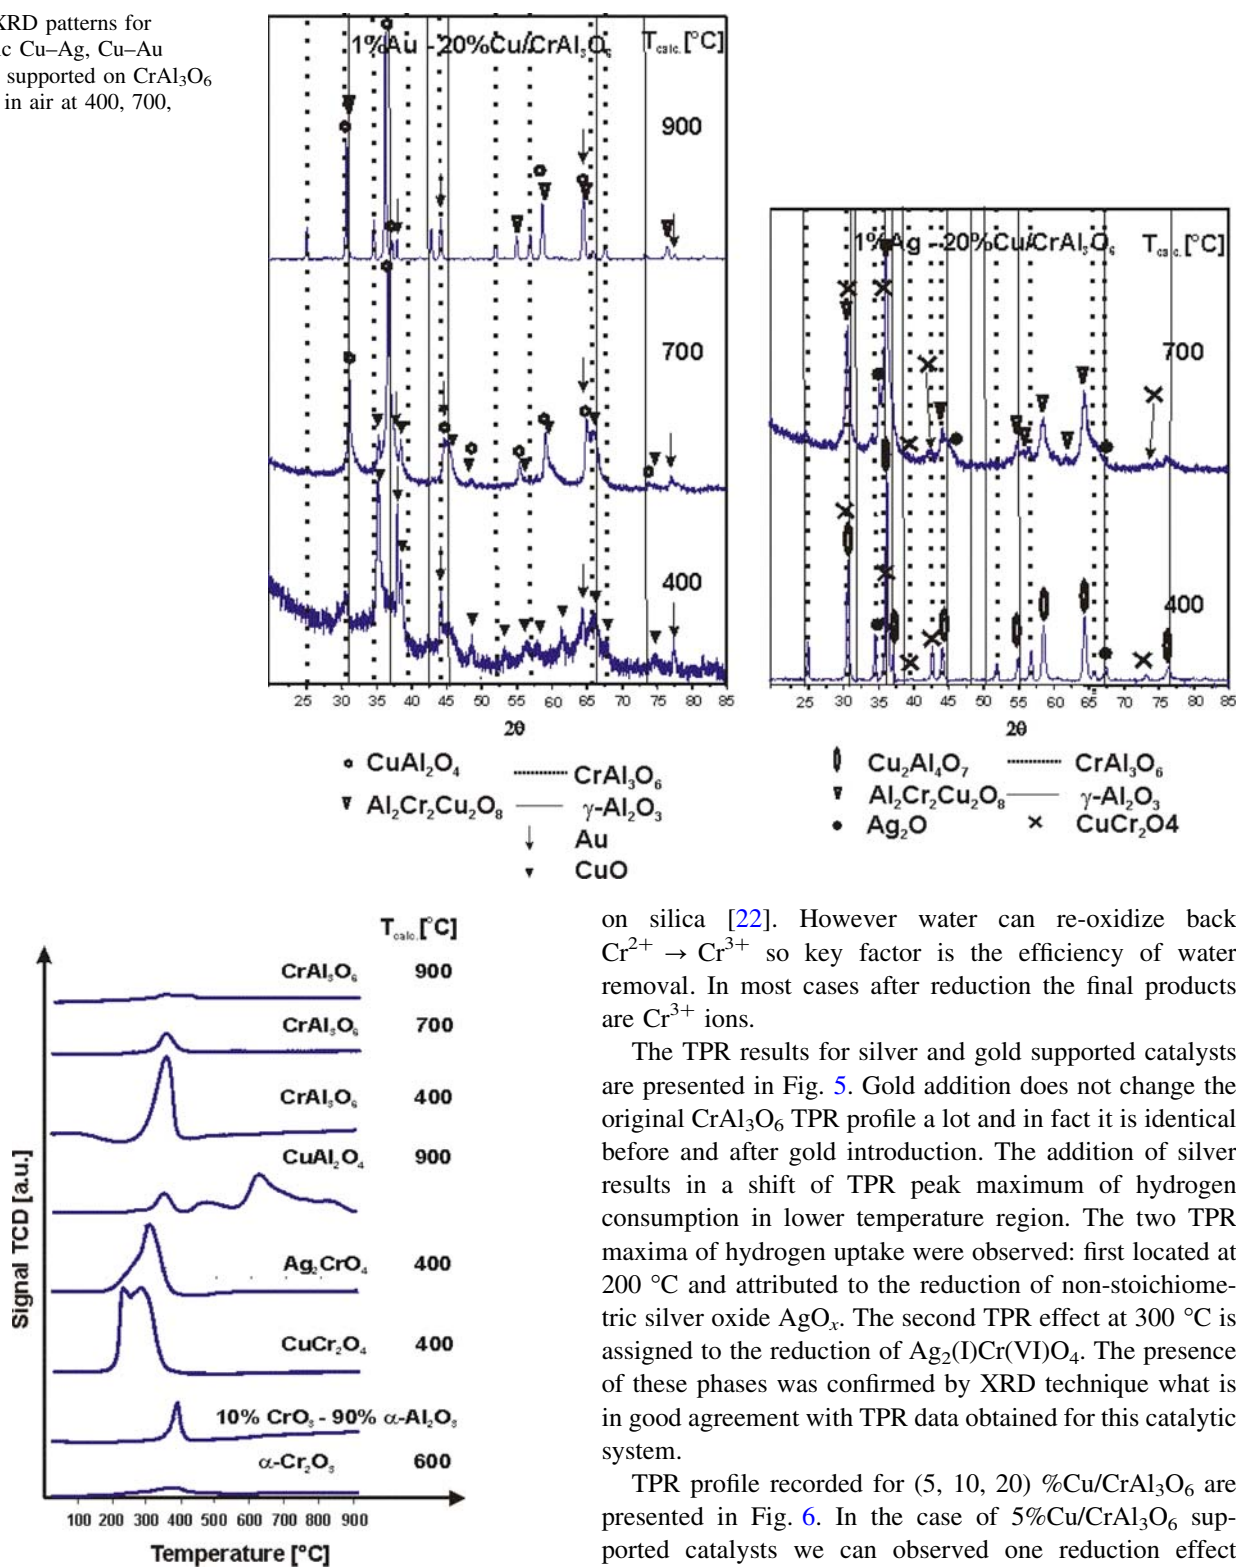 XRD patterns for
ic Cu–Ag, Cu–Au
supported on CrAl3O6
in air at 400, 700,
1%Au - 20%Cu/CrAl3O6 Tcalc. [°C]
900
700
400
25 30 35 40 45 50 55 60 65 70 75 80 85
2θ
CuAl2O4
CrAl3O6
Al2Cr2Cu2O8
γ-Al2O3
Au
CuO
1%Ag - 20%Cu/CrAl3O6 Tcalc. [°C]
700
400
25 30 35 40 45 50 55 60 65 70 75 80 85
2θ
Cu2Al4O7
CrAl3O6
Al2Cr2Cu2O8
γ-Al2O3
Ag2O
CuCr2O4
Tcalc. [°C]
CrAl3O6 900
CrAl3O6 700
CrAl3O6 400
CuAl2O4 900
Ag2CrO4 400
CuCr2O4 400
10% CrO3 - 90% α-Al2O3
α-Cr2O3 600
Signal TCD [a.u.]
100 200 300 400 500 600 700 800 900
Temperature [°C]
on silica [22]. However water can re-oxidize back
Cr2+ → Cr3+ so key factor is the efficiency of water
removal. In most cases after reduction the final products
are Cr3+ ions.
The TPR results for silver and gold supported catalysts
are presented in Fig. 5. Gold addition does not change the
original CrAl3O6 TPR profile a lot and in fact it is identical
before and after gold introduction. The addition of silver
results in a shift of TPR peak maximum of hydrogen
consumption in lower temperature region. The two TPR
maxima of hydrogen uptake were observed: first located at
200 °C and attributed to the reduction of non-stoichiome-
tric silver oxide AgOx. The second TPR effect at 300 °C is
assigned to the reduction of Ag2(I)Cr(VI)O4. The presence
of these phases was confirmed by XRD technique what is
in good agreement with TPR data obtained for this catalytic
system.
TPR profile recorded for (5, 10, 20) %Cu/CrAl3O6 are
presented in Fig. 6. In the case of 5%Cu/CrAl3O6 sup-
ported catalysts we can observed one reduction effect